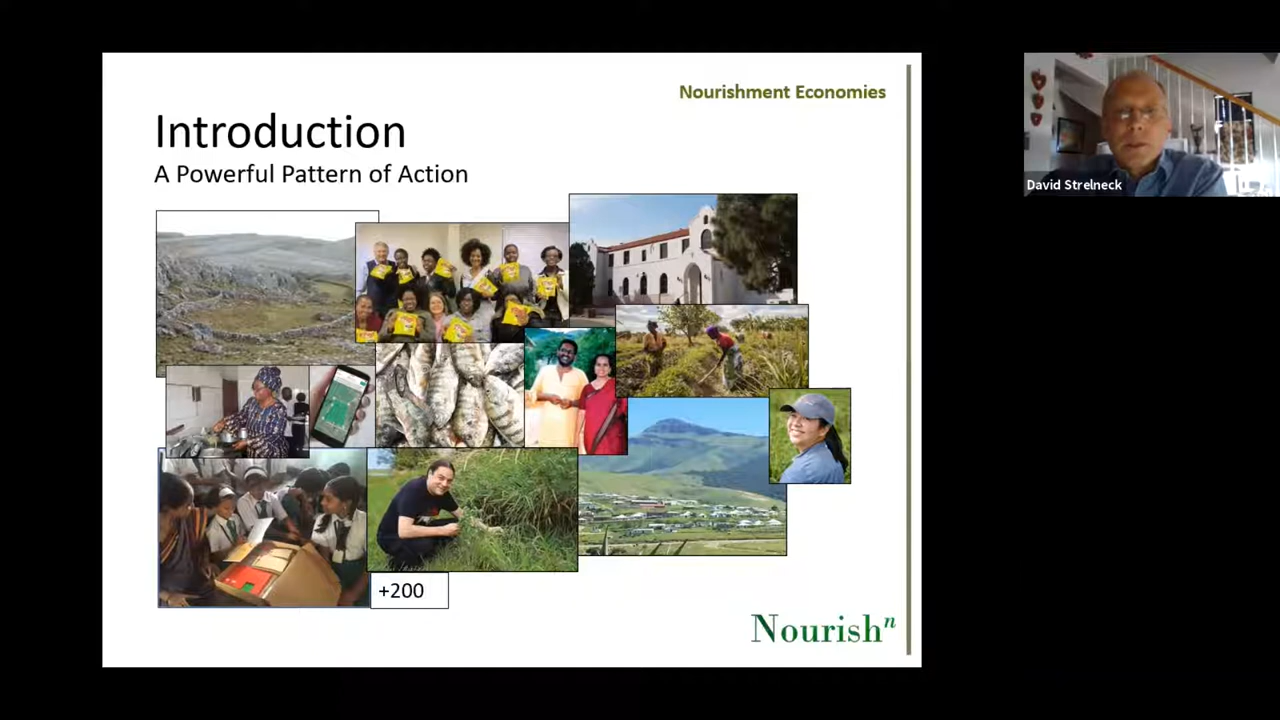 Nourishment Economies
Introduction
A Powerful Pattern of Action
David Strelneck
+200
Nourishⁿ